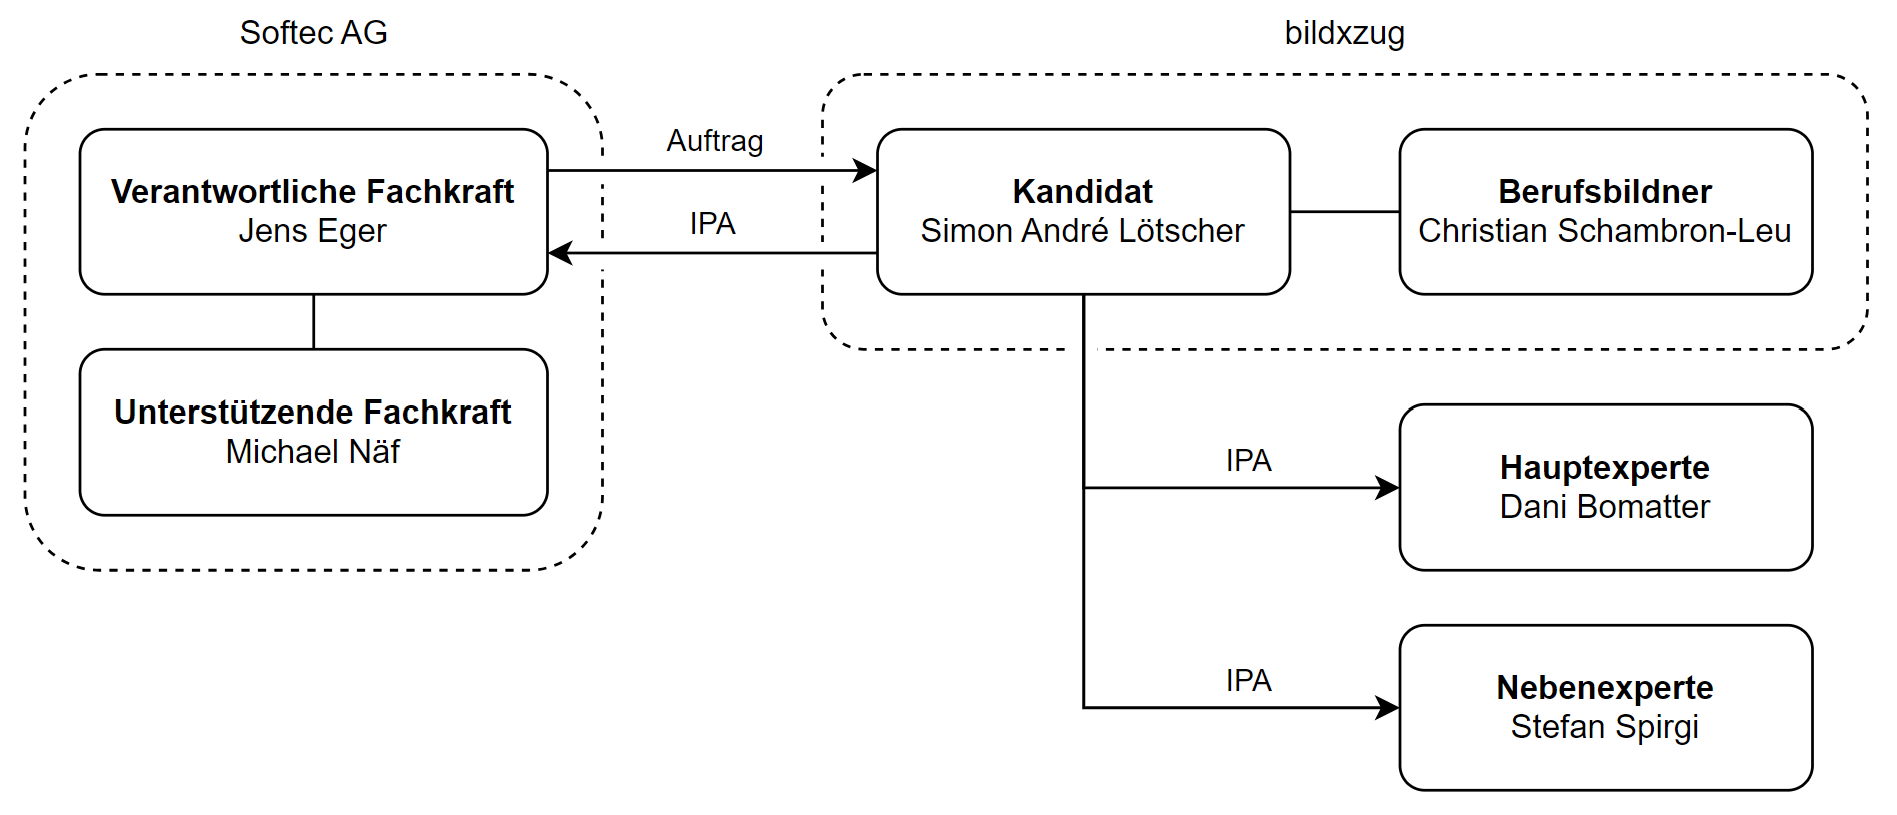 Softec AG
bildxzug
Verantwortliche Fachkraft
Jens Eger
Auftrag
IPA
Kandidat
Simon André Lötscher
Berufsbildner
Christian Schambron-Leu
Unterstützende Fachkraft
Michael Näf
IPA
Hauptexperte
Dani Bomatter
IPA
Nebenexperte
Stefan Spirgi